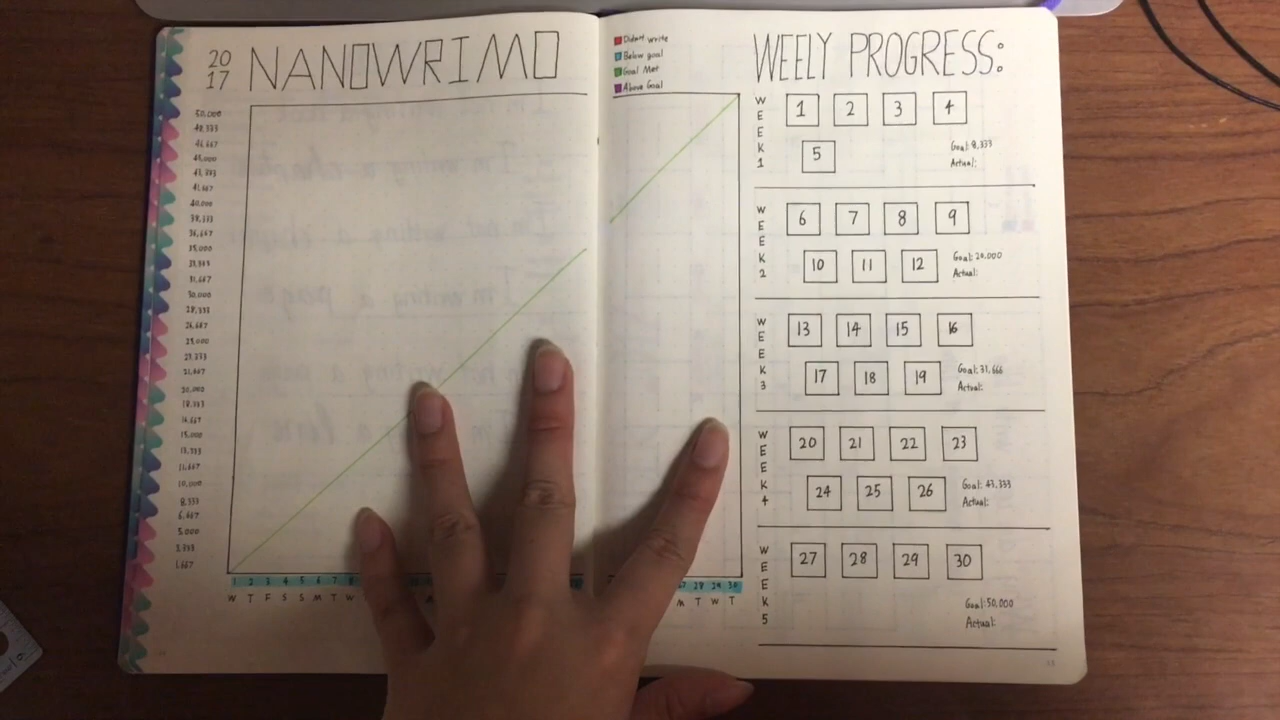 20
17
NANOWRIMO
50,000
48,333
46,667
45,000
43,333
41,667
40,000
38,333
36,667
35,000
33,333
31,667
30,000
28,333
26,667
25,000
23,333
21,667
20,000
18,333
16,667
15,000
13,333
11,667
10,000
8,333
6,667
5,000
3,333
1,667
1 2 3 4 5 6 7 8
W T F S S M T W
Didn't write
Below goal
Goal Met
Above Goal
27 28 29 30
M T W T
WEELY PROGRESS:
WEEK 1
1 2 3 4
5
Goal: 8,333
Actual:
WEEK 2
6 7 8 9
10 11 12
Goal: 20,000
Actual:
WEEK 3
13 14 15 16
17 18 19
Goal: 31,666
Actual:
WEEK 4
20 21 22 23
24 25 26
Goal: 43,333
Actual:
WEEK 5
27 28 29 30
Goal: 50,000
Actual: